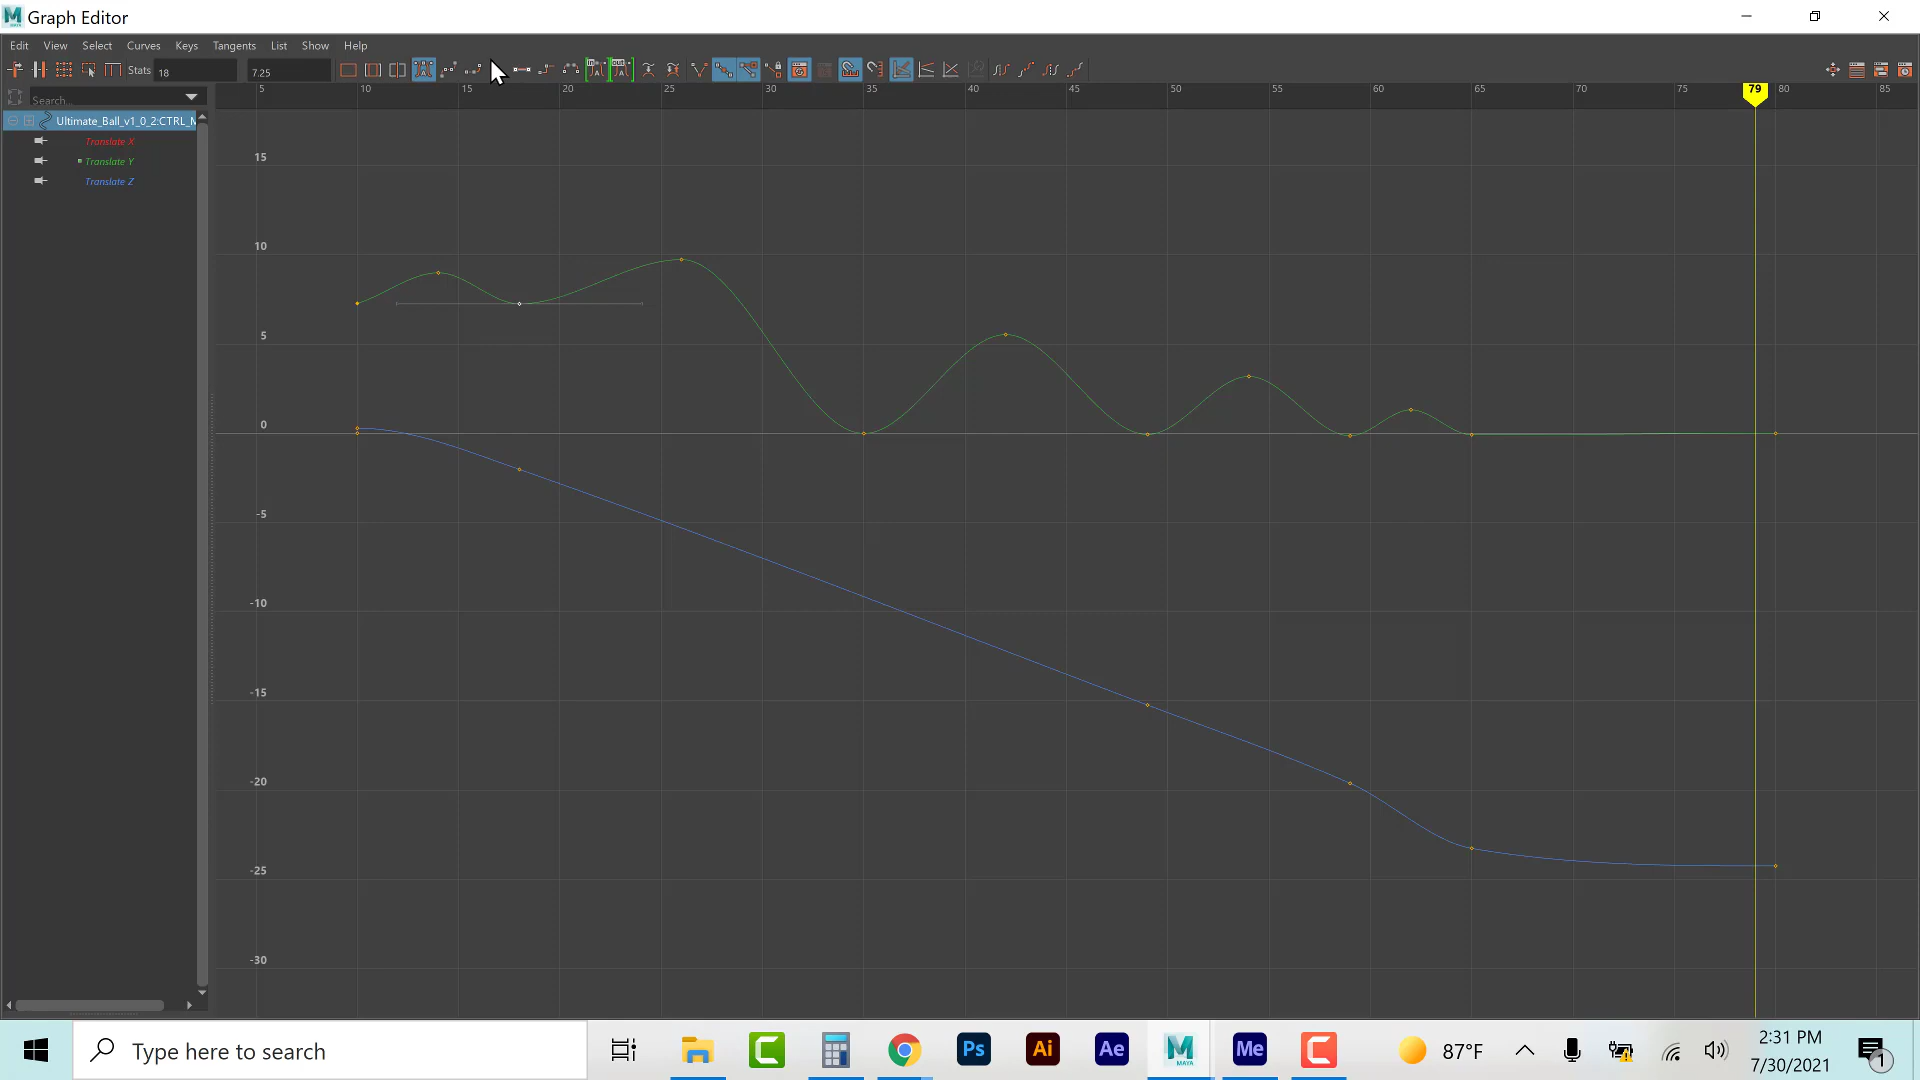 Graph Editor
Edit View Select Curves Keys Tangents List Show Help
Stats 18 7.25
Search...
5 10 15 20 25 30 35 40 45 50 55 60 65 70 75 79 80 85
Ultimate_Ball_v1_0_2:CTRL_
Translate X
Translate Y
Translate Z
15
10
5
0
-5
-10
-15
-20
-25
-30
Type here to search
Ps
Ai
Ae
MAYA
Me
87°F
2:31 PM
7/30/2021
1